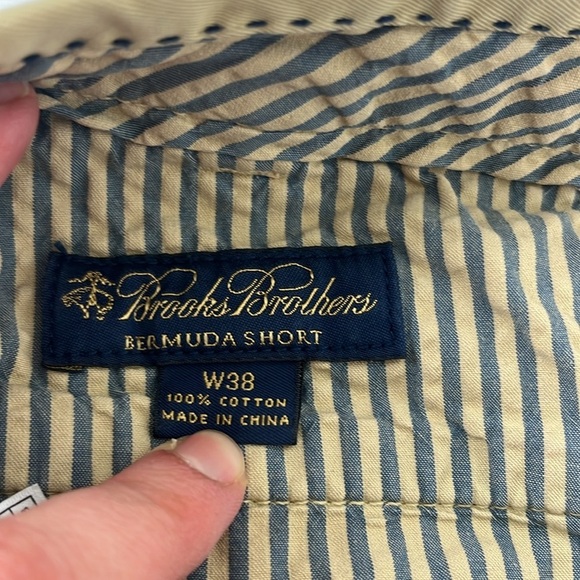 Brooks Brothers
BERMUDA SHORT
W38
100% COTTON
MADE IN CHINA